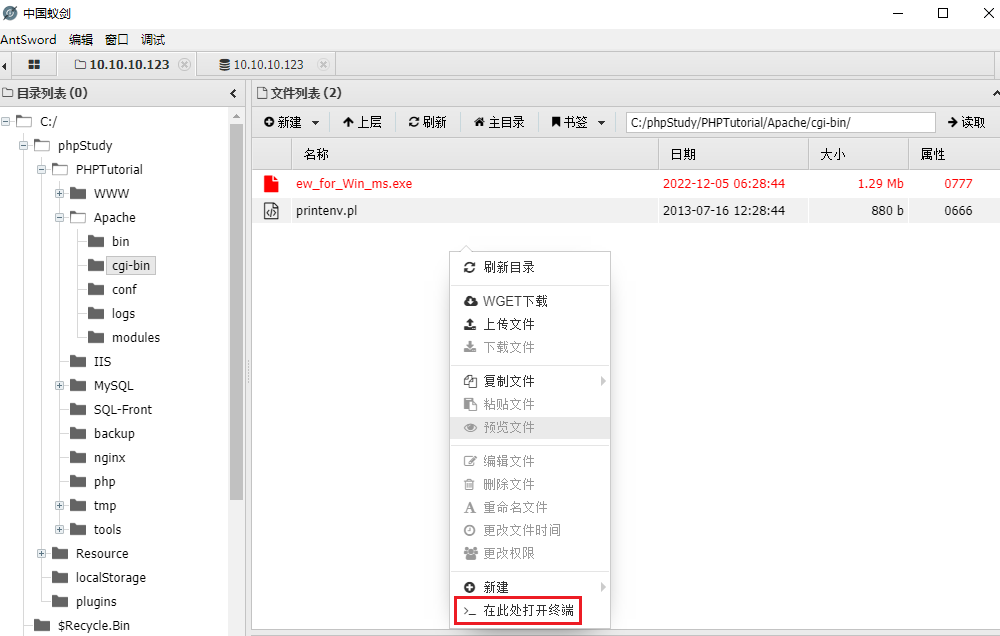 中国蚁剑
AntSword 编辑 窗口 调试
10.10.10.123 10.10.10.123
目录列表 (0)
C:/
phpStudy
PHPTutorial
WWW
Apache
bin
cgi-bin
conf
logs
modules
IIS
MySQL
SQL-Front
backup
nginx
php
tmp
tools
Resource
localStorage
plugins
$Recycle.Bin
文件列表 (2)
新建 上层 刷新 主目录 书签 C:/phpStudy/PHPTutorial/Apache/cgi-bin/ 读取
名称 日期 大小 属性
ew_for_Win_ms.exe 2022-12-05 06:28:44 1.29 Mb 0777
printenv.pl 2013-07-16 12:28:44 880 b 0666
刷新目录
WGET下载
上传文件
下载文件
复制文件
粘贴文件
预览文件
编辑文件
删除文件
重命名文件
更改文件时间
更改权限
新建
在此处打开终端